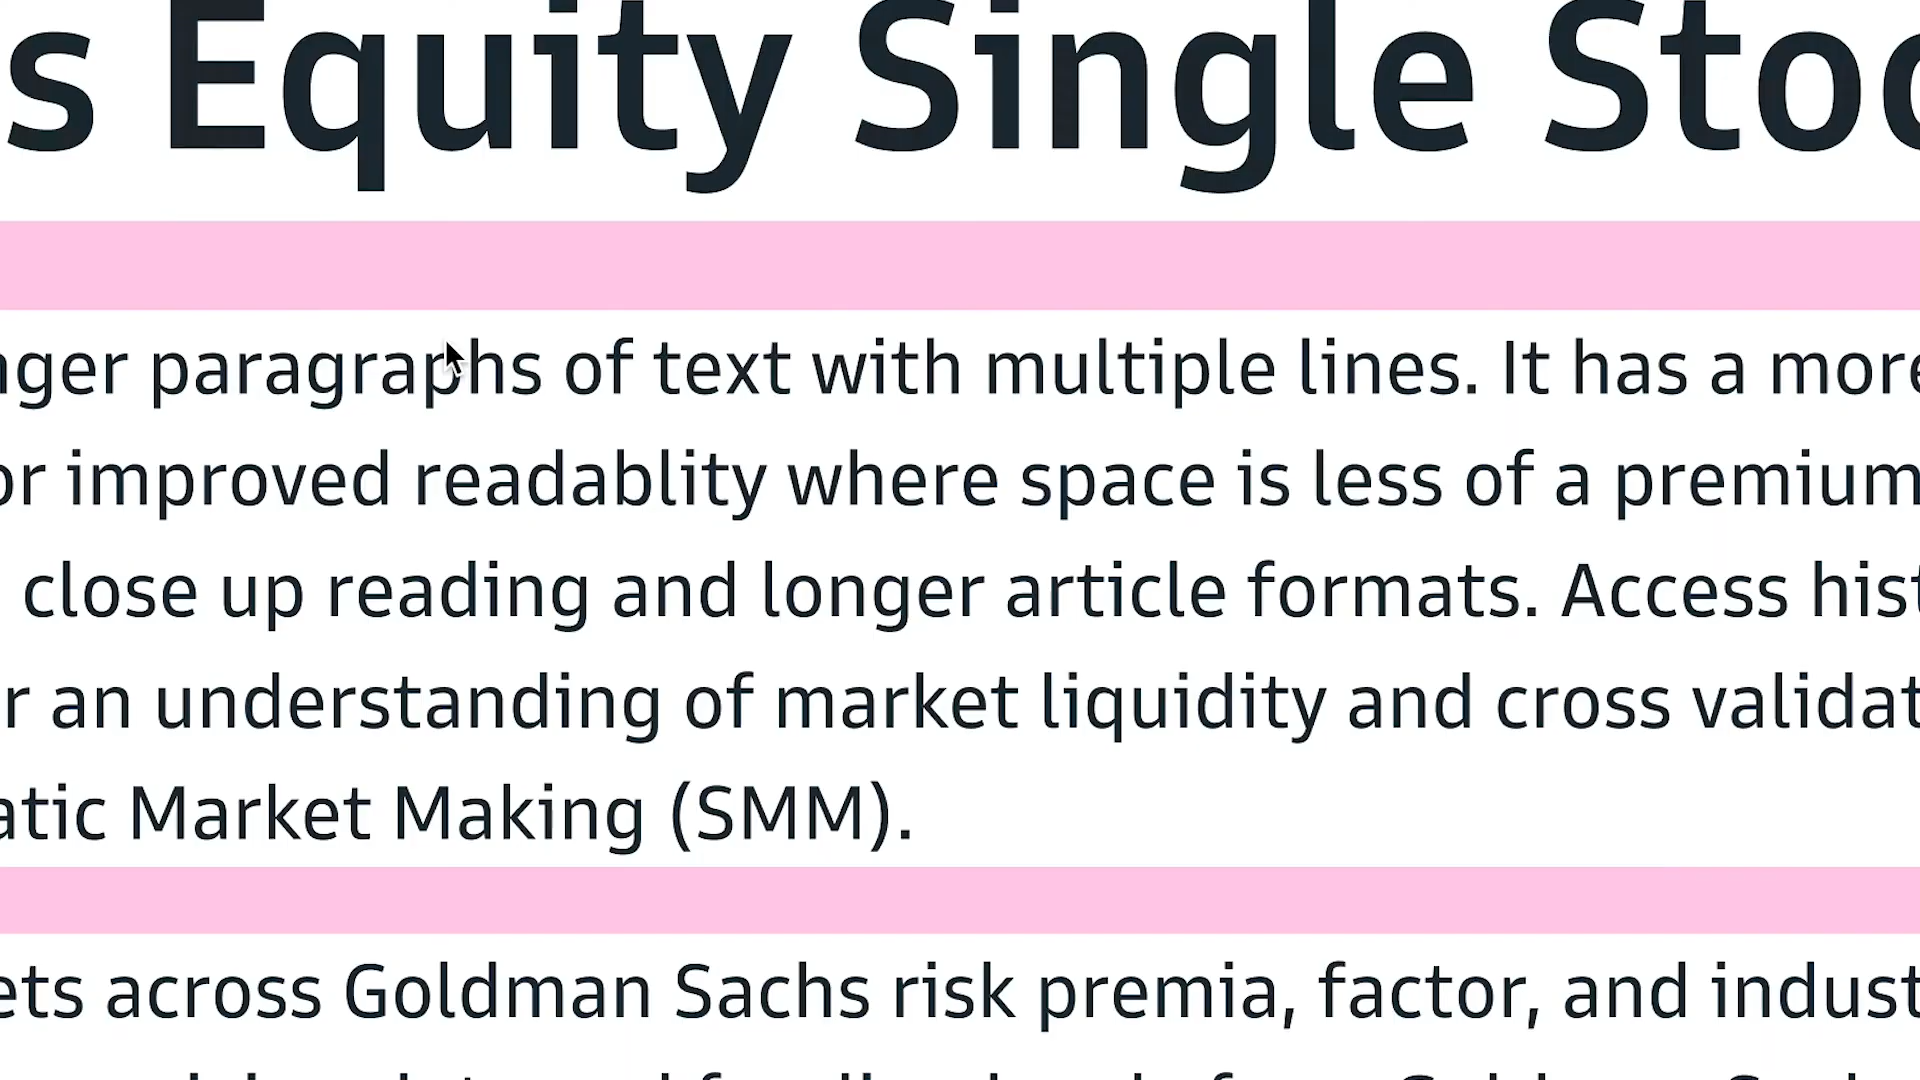 s Equity Single Stoc
nger paragraphs of text with multiple lines. It has a more
or improved readablity where space is less of a premium
close up reading and longer article formats. Access hist
r an understanding of market liquidity and cross validat
atic Market Making (SMM).
ets across Goldman Sachs risk premia, factor, and indust